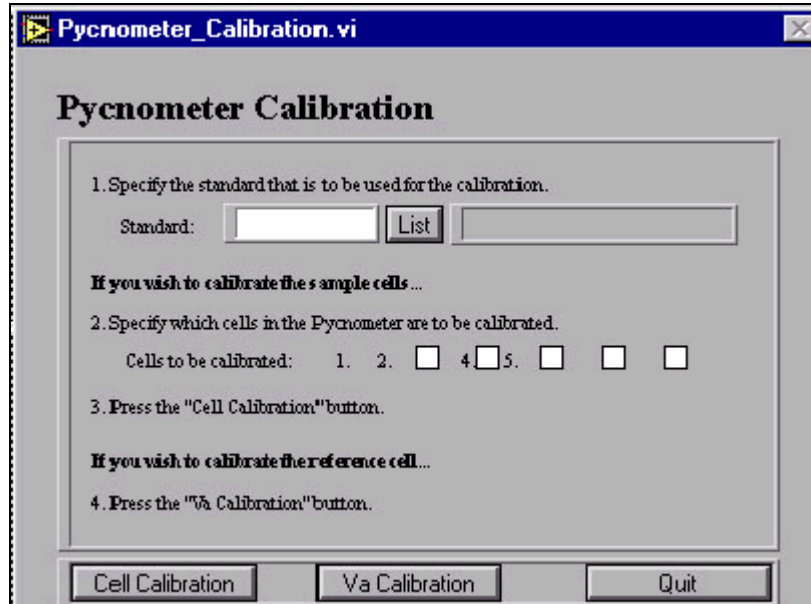 Pycnometer_Calibration.vi
Pycnometer Calibration
1. Specify the standard that is to be used for the calibration.
Standard: List
If you wish to calibrate the sample cells...
2. Specify which cells in the Pycnometer are to be calibrated.
Cells to be calibrated: 1. 2. 4. 5.
3. Press the "Cell Calibration" button.
If you wish to calibrate the reference cell...
4. Press the "Va Calibration" button.
Cell Calibration Va Calibration Quit